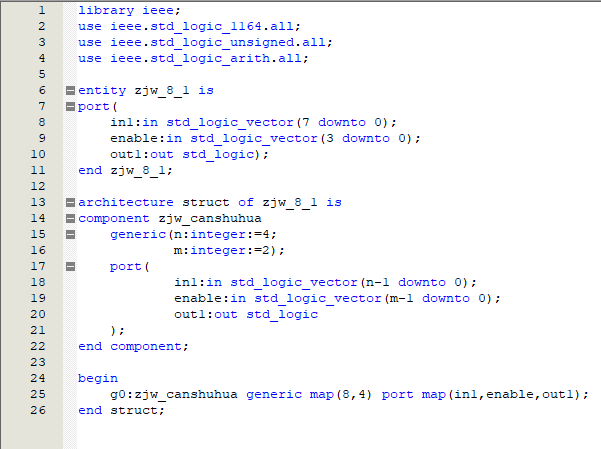 1 library ieee;
2 use ieee.std_logic_1164.all;
3 use ieee.std_logic_unsigned.all;
4 use ieee.std_logic_arith.all;
5
6 entity zjw_8_1 is
7 port(
8 in1:in std_logic_vector(7 downto 0);
9 enable:in std_logic_vector(3 downto 0);
10 out1:out std_logic);
11 end zjw_8_1;
12
13 architecture struct of zjw_8_1 is
14 component zjw_canshuhua
15 generic(n:integer:=4;
16 m:integer:=2);
17 port(
18 in1:in std_logic_vector(n-1 downto 0);
19 enable:in std_logic_vector(m-1 downto 0);
20 out1:out std_logic
21 );
22 end component;
23
24 begin
25 g0:zjw_canshuhua generic map(8,4) port map(in1,enable,out1);
26 end struct;